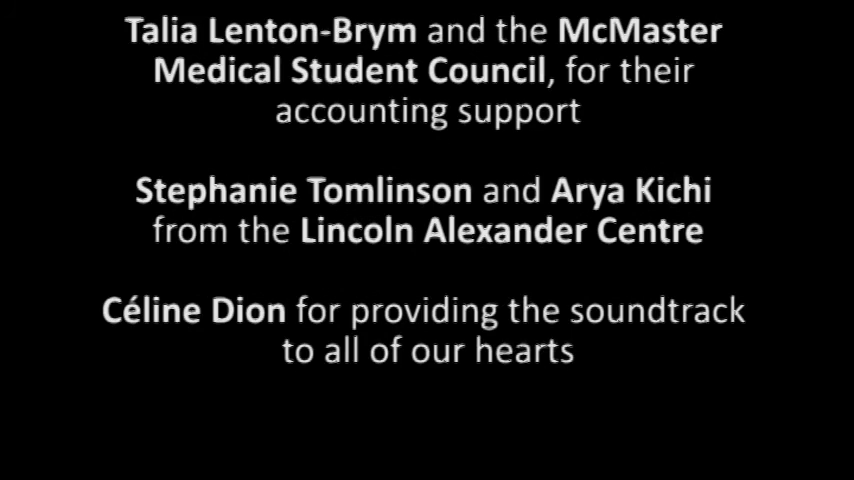 Talia Lenton-Brym and the McMaster
Medical Student Council, for their
accounting support
Stephanie Tomlinson and Arya Kichi
from the Lincoln Alexander Centre
Céline Dion for providing the soundtrack
to all of our hearts